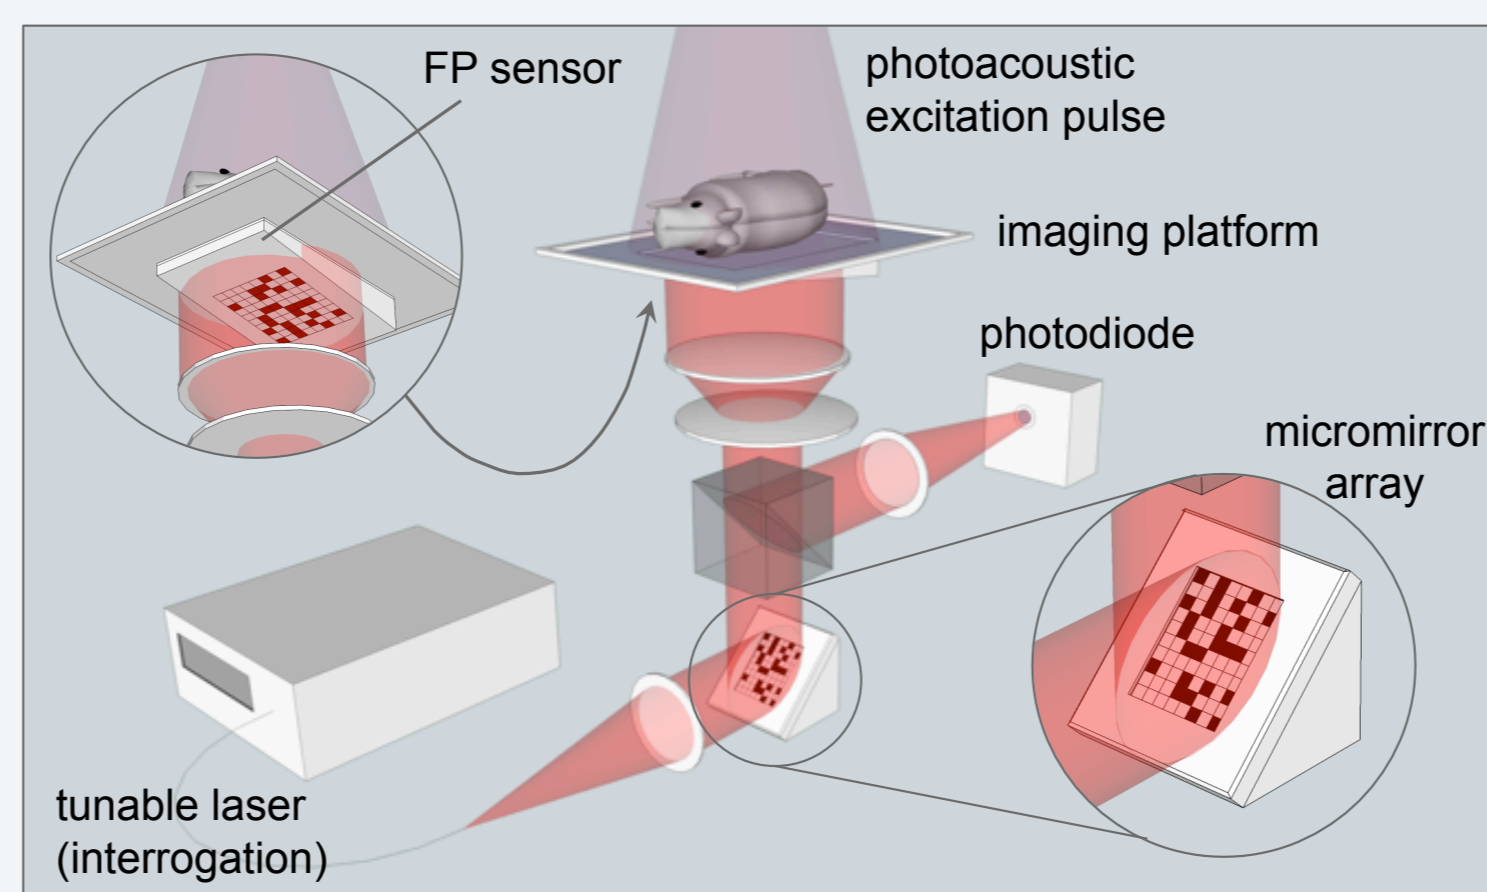 FP sensor
photoacoustic
excitation pulse
imaging platform
photodiode
micromirror
array
tunable laser
(interrogation)